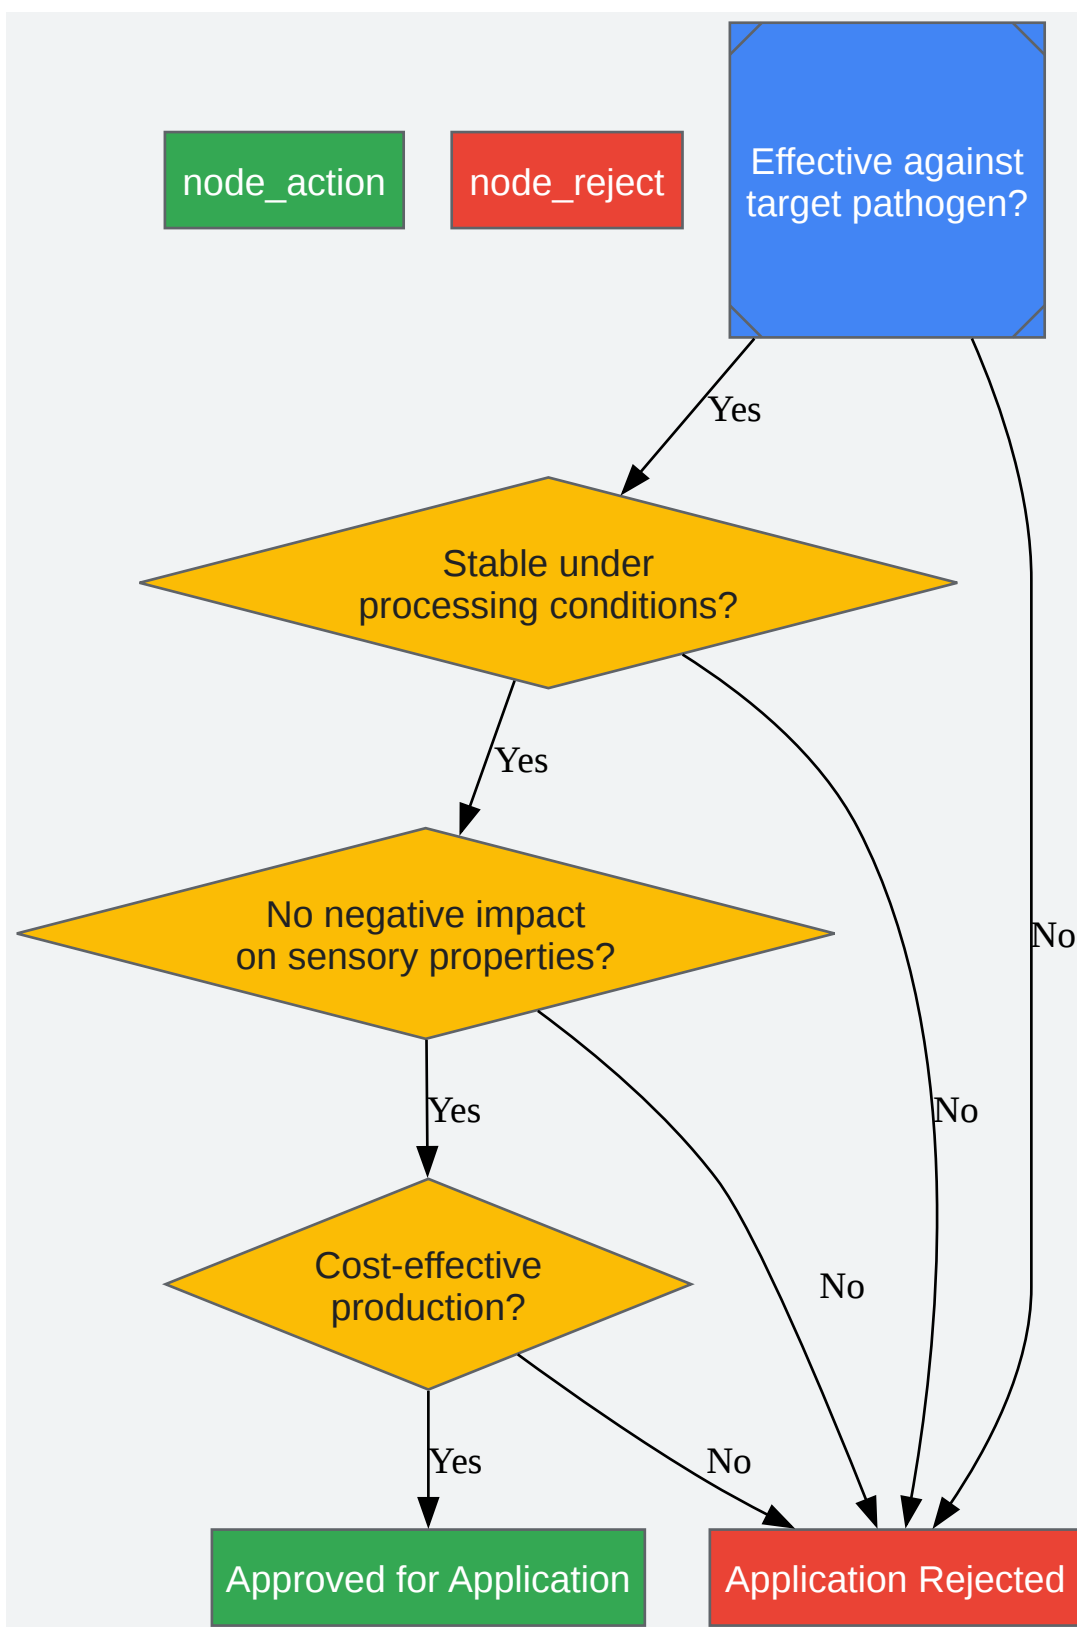 node_action
node_reject
Effective against
target pathogen?
Yes
Stable under
processing conditions?
Yes
No negative impact
on sensory properties?
No
Yes
No
Cost-effective
production?
No
Yes
No
Approved for Application
Application Rejected